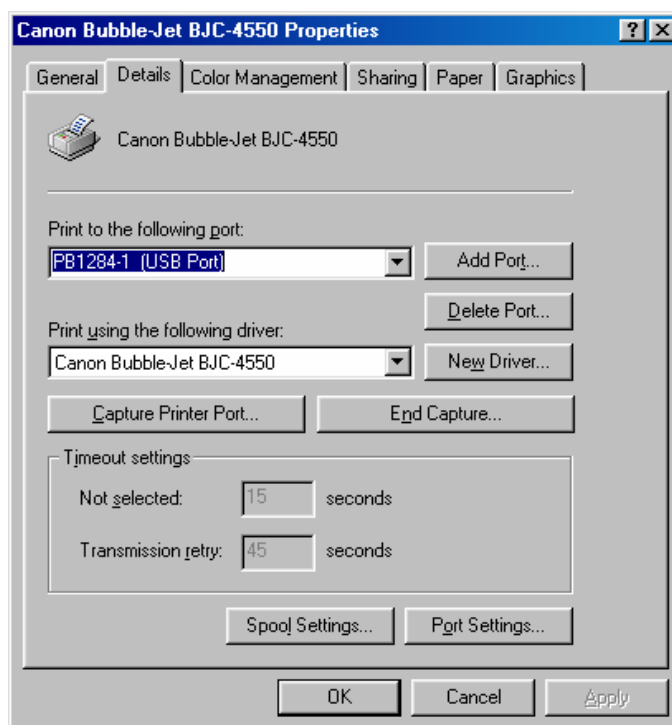 Canon Bubble-Jet BJC-4550 Properties ? X
General Details Color Management Sharing Paper Graphics
Canon Bubble-Jet BJC-4550
Print to the following port:
PB1284-1 (USB Port) Add Port...
Delete Port...
Print using the following driver:
Canon Bubble-Jet BJC-4550 New Driver...
Capture Printer Port... End Capture...
Timeout settings
Not selected: 15 seconds
Transmission retry: 45 seconds
Spool Settings... Port Settings...
OK Cancel Apply